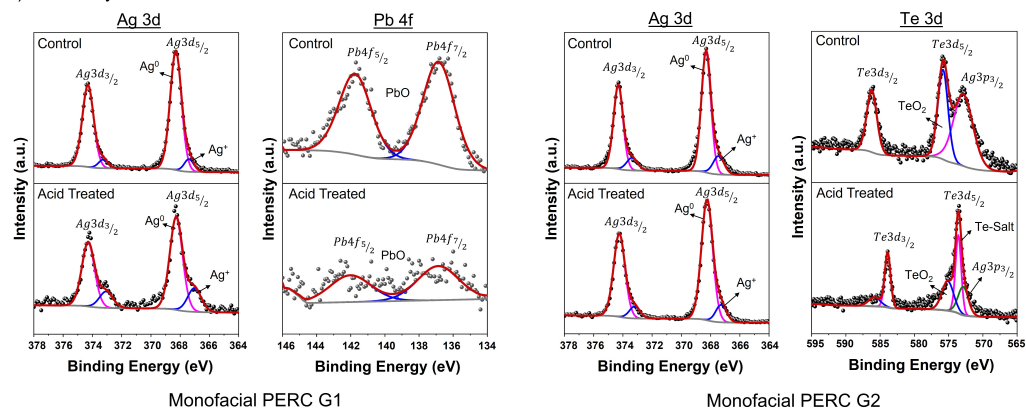 Ag 3d
Pb 4f
Ag 3d
Te 3d
Control
Ag3d3/2
Ag0
Ag3d5/2
Ag+
Acid Treated
Ag3d3/2
Ag0
Ag3d5/2
Ag+
Intensity (a.u.)
378 376 374 372 370 368 366 364
Binding Energy (eV)
Control
Pb4f5/2
PbO
Pb4f7/2
Acid Treated
Pb4f5/2
PbO
Pb4f7/2
146 144 142 140 138 136 134
Binding Energy (eV)
Monofacial PERC G1
Control
Ag3d3/2
Ag0
Ag3d5/2
Ag+
Acid Treated
Ag3d3/2
Ag0
Ag3d5/2
Ag+
Intensity (a.u.)
378 376 374 372 370 368 366 364
Binding Energy (eV)
Control
Te3d3/2
Te3d5/2
Ag3p3/2
TeO2
Acid Treated
Te3d3/2
Te3d5/2
Te-Salt
TeO2
Ag3p3/2
Intensity (a.u.)
595 590 585 580 575 570 565
Binding Energy (eV)
Monofacial PERC G2